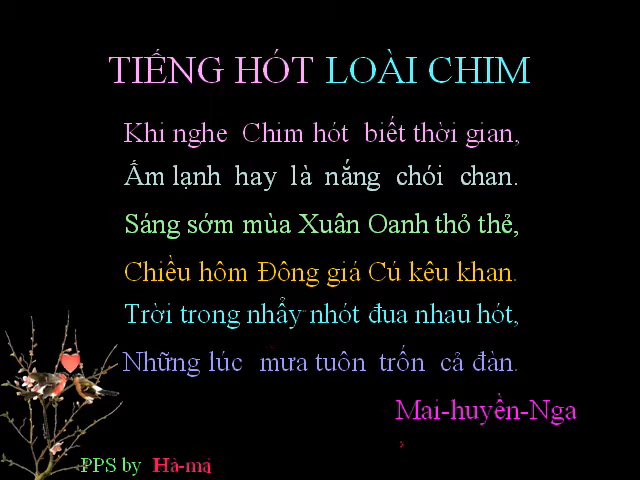 TIẾNG HÓT LOÀI CHIM
Khi nghe Chim hót biết thời gian,
Ấm lạnh hay là nắng chói chan.
Sáng sớm mùa Xuân Oanh thỏ thẻ,
Chiều hôm Đông giá Cú kêu khan.
Trời trong nhẩy nhót đua nhau hót,
Những lúc mưa tuôn trốn cả đàn.
Mai-huyền-Nga
PPS by Hà-mai